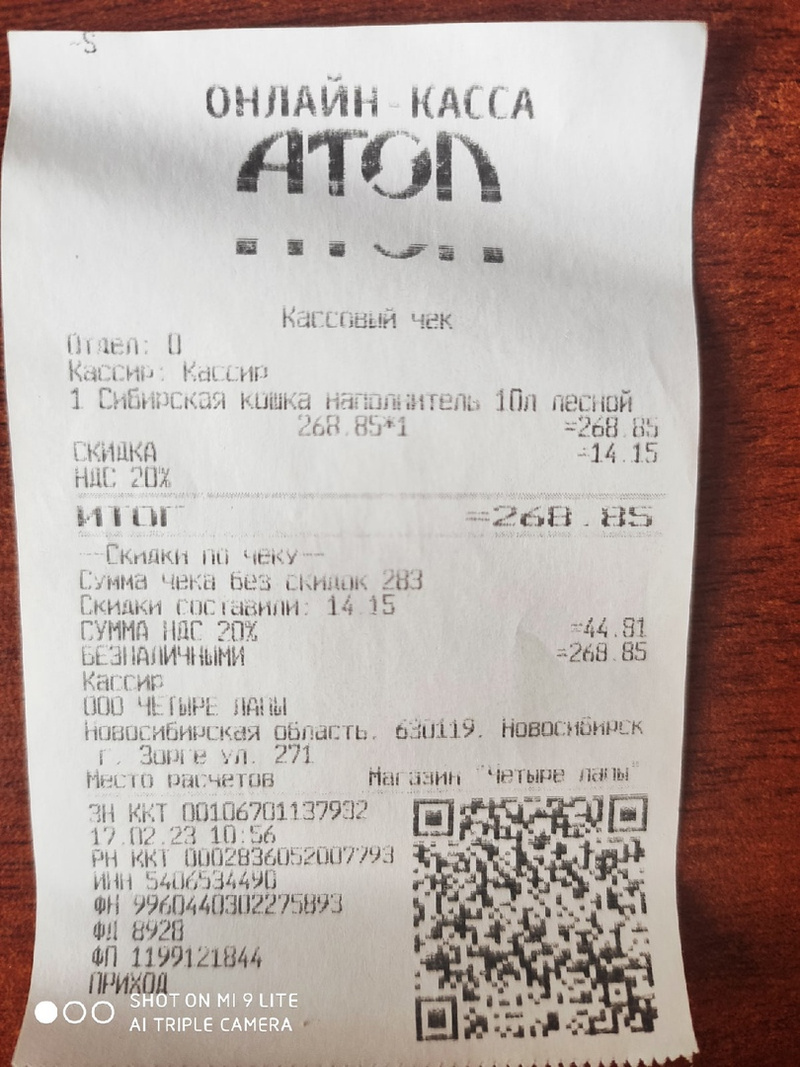 ОНЛАЙН-КАССА
АТОЛ
Кассовый чек
Отдел: 0
Кассир: Кассир
1 Сибирская кошка наполнитель 10л лесной
268.85*1 =268.85
СКИДКА =14.15
НДС 20%
ИТОГ =268.85
--Скидки по чеку--
Сумма чека без скидок 283
Скидки составили: 14.15
СУММА НДС 20% =44.81
БЕЗНАЛИЧНЫМИ =268.85
Кассир
ООО ЧЕТЫРЕ ЛАПЫ
Новосибирская область, 630119, Новосибирск
г, Зорге ул. 271
Место расчетов Магазин "Четыре лапы"
ЗН ККТ 00106701137932
17.02.23 10:56
РН ККТ 0002836052007793
ИНН 5406534490
ФН 9960440302275893
ФД 8928
ФП 1199121844
ПРИХОД
SHOT ON MI 9 LITE
AI TRIPLE CAMERA